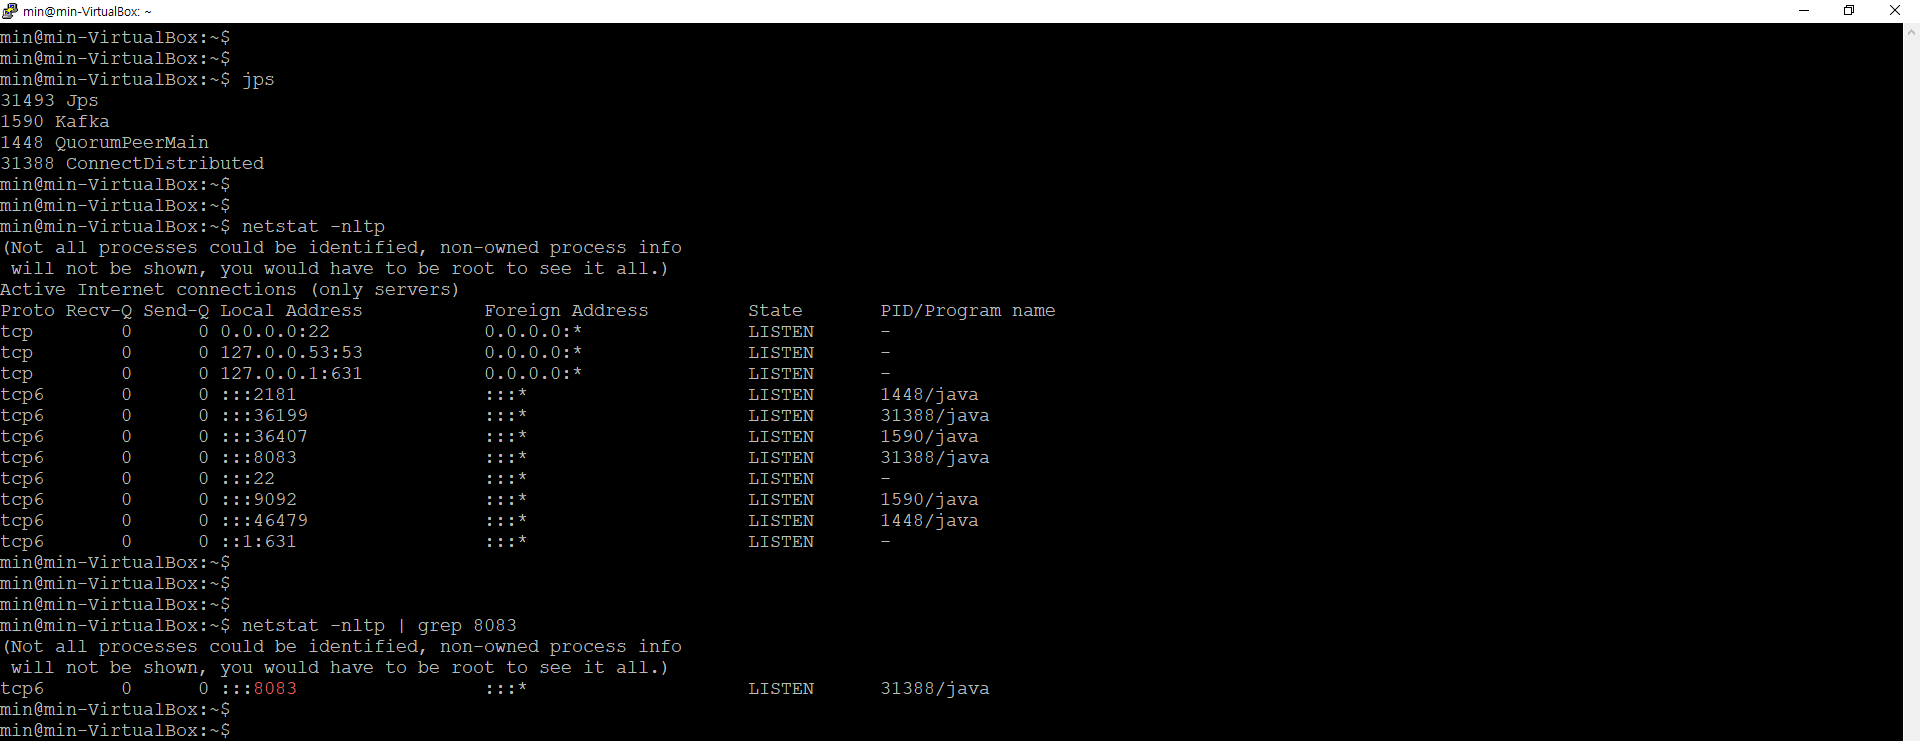 min@min-VirtualBox: ~
min@min-VirtualBox:~$
min@min-VirtualBox:~$
min@min-VirtualBox:~$ jps
31493 Jps
1590 Kafka
1448 QuorumPeerMain
31388 ConnectDistributed
min@min-VirtualBox:~$
min@min-VirtualBox:~$
min@min-VirtualBox:~$ netstat -nltp
(Not all processes could be identified, non-owned process info
 will not be shown, you would have to be root to see it all.)
Active Internet connections (only servers)
Proto Recv-Q Send-Q Local Address           Foreign Address         State       PID/Program name
tcp        0      0 0.0.0.0:22              0.0.0.0:*               LISTEN      -
tcp        0      0 127.0.0.53:53           0.0.0.0:*               LISTEN      -
tcp        0      0 127.0.0.1:631           0.0.0.0:*               LISTEN      -
tcp6       0      0 :::2181                 :::*                    LISTEN      1448/java
tcp6       0      0 :::36199                :::*                    LISTEN      31388/java
tcp6       0      0 :::36407                :::*                    LISTEN      1590/java
tcp6       0      0 :::8083                 :::*                    LISTEN      31388/java
tcp6       0      0 :::22                   :::*                    LISTEN      -
tcp6       0      0 :::9092                 :::*                    LISTEN      1590/java
tcp6       0      0 :::46479                :::*                    LISTEN      1448/java
tcp6       0      0 ::1:631                 :::*                    LISTEN      -
min@min-VirtualBox:~$
min@min-VirtualBox:~$
min@min-VirtualBox:~$
min@min-VirtualBox:~$ netstat -nltp | grep 8083
(Not all processes could be identified, non-owned process info
 will not be shown, you would have to be root to see it all.)
tcp6       0      0 :::8083                 :::*                    LISTEN      31388/java
min@min-VirtualBox:~$
min@min-VirtualBox:~$